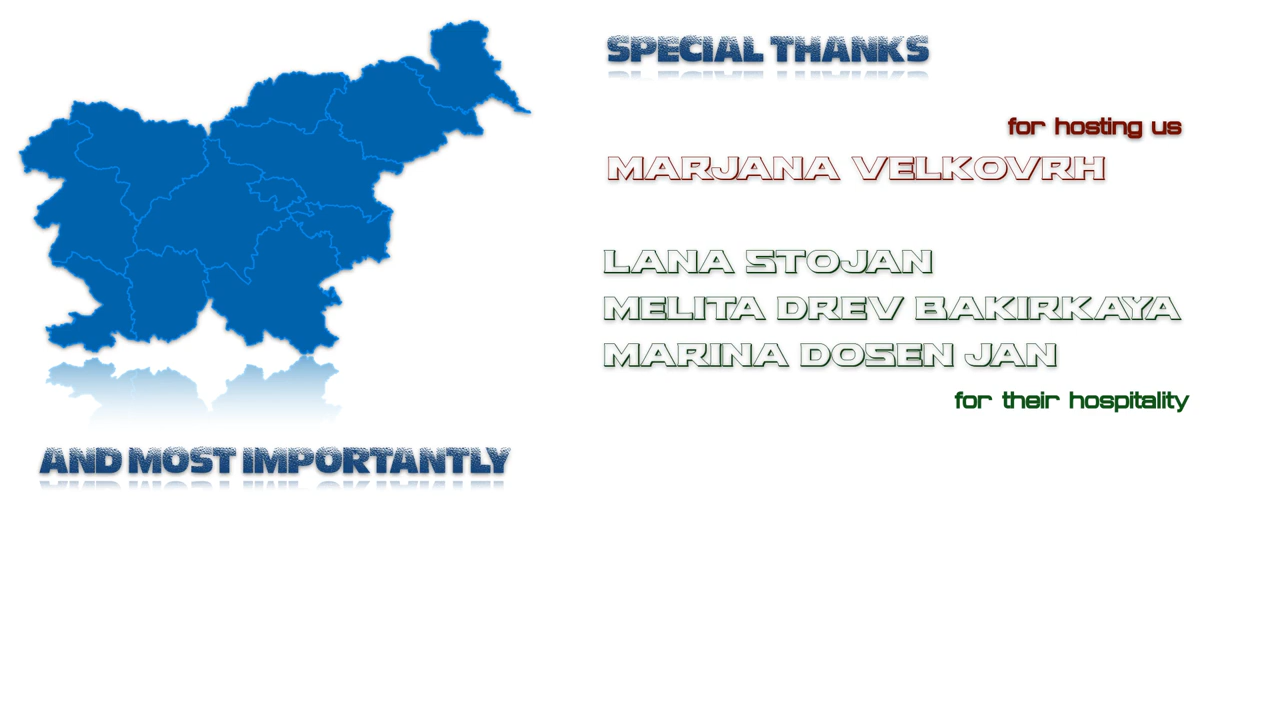 SPECIAL THANKS
for hosting us
MARJANA VELKOVRH
LANA STOJAN
MELITA DREV BAKIRKAYA
MARINA DOSEN JAN
for their hospitality
AND MOST IMPORTANTLY